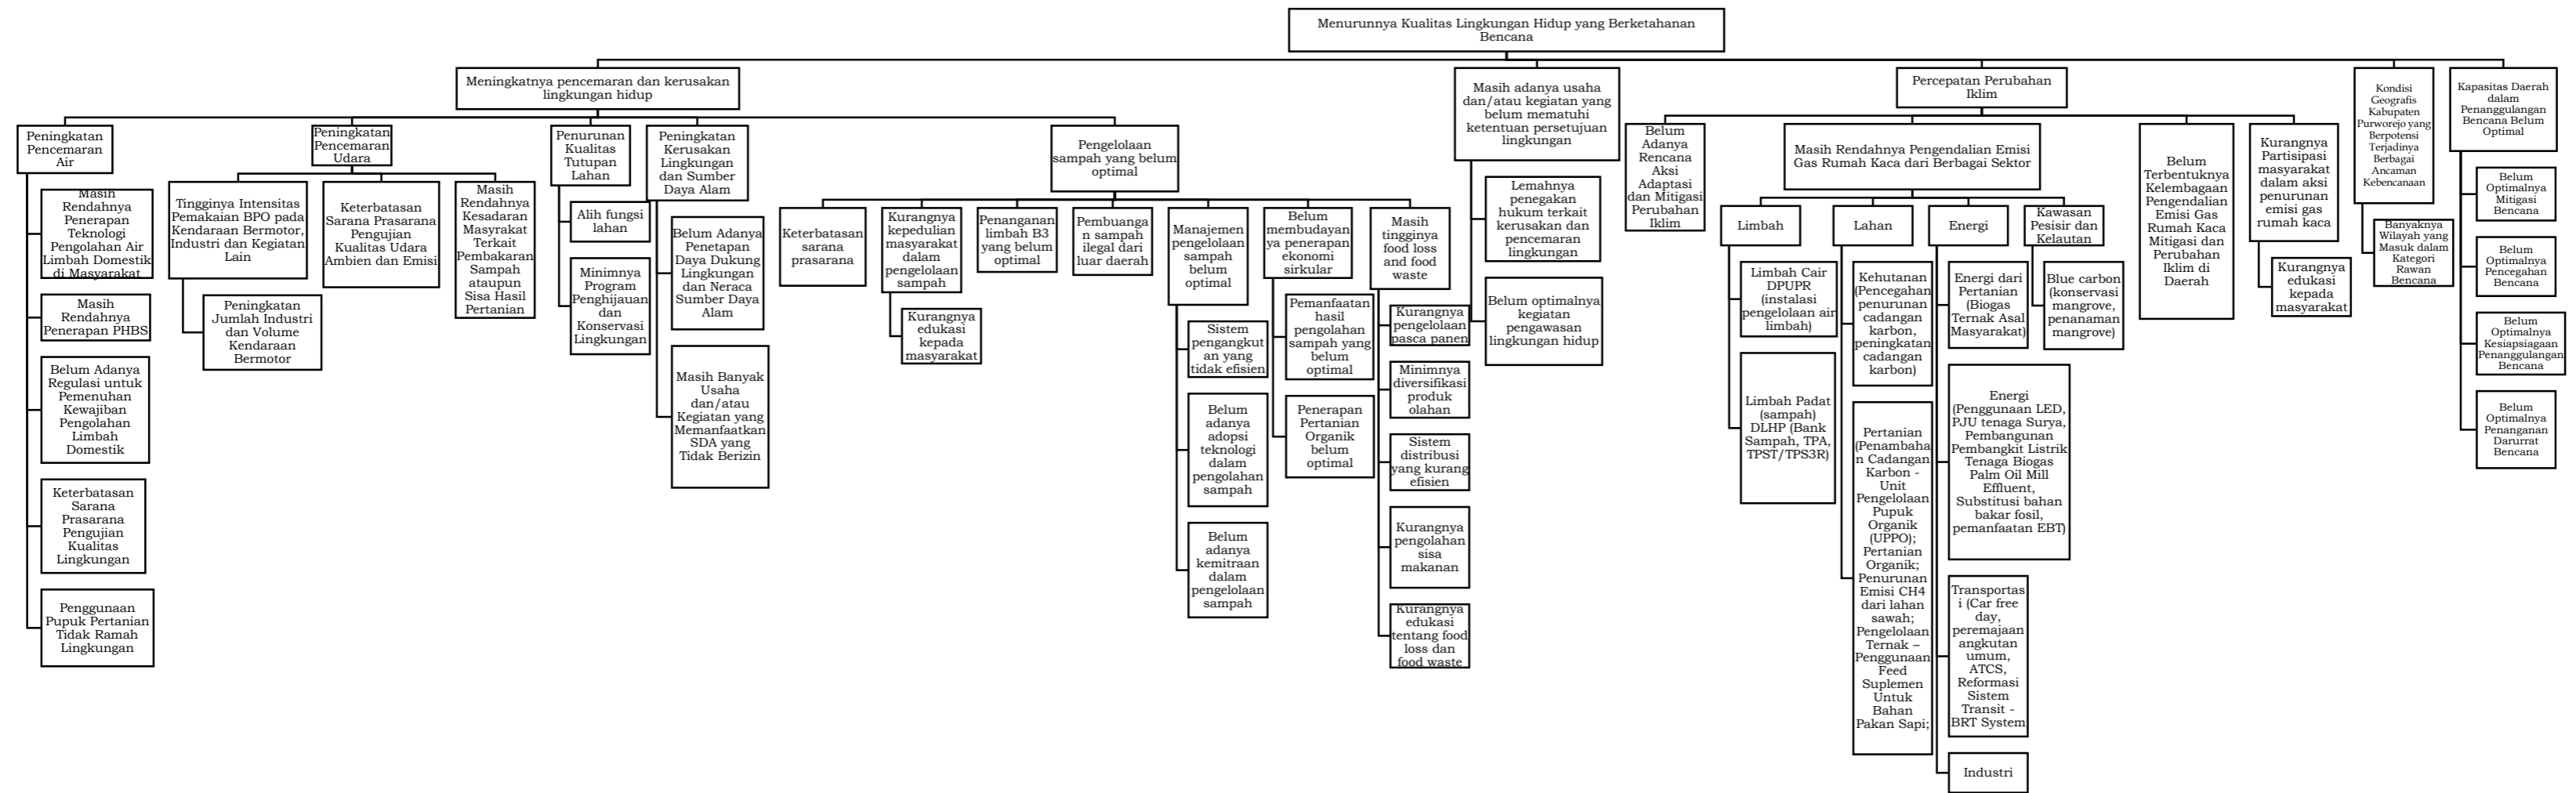 Menurunnya Kualitas Lingkungan Hidup yang Berketahanan
Bencana
Meningkatnya pencemaran dan kerusakan
lingkungan hidup
Peningkatan
Pencemaran
Air
Masih
Rendahnya
Penerapan
Teknologi
Pengolahan Air
Limbah Domestik
di Masyarakat
Masih
Rendahnya
Penerapan PHBS
Belum Adanya
Regulasi untuk
Pemenuhan
Kewajiban
Pengolahan
Limbah
Domestik
Keterbatasan
Sarana
Prasarana
Pengujian
Kualitas
Lingkungan
Penggunaan
Pupuk Pertanian
Tidak Ramah
Lingkungan
Peningkatan
Pencemaran
Udara
Tingginya Intensitas
Pemakaian BPO pada
Kendaraan Bermotor,
Industri dan Kegiatan
Lain
Peningkatan
Jumlah Industri
dan Volume
Kendaraan
Bermotor
Keterbatasan
Sarana Prasarana
Pengujian
Kualitas Udara
Ambien dan Emisi
Masih
Rendahnya
Kesadaran
Masyrakat
Terkait
Pembakaran
Sampah
ataupun
Sisa Hasil
Pertanian
Penurunan
Kualitas
Tutupan
Lahan
Alih fungsi
lahan
Minimnya
Program
Penghijauan
dan
Konservasi
Lingkungan
Peningkatan
Kerusakan
Lingkungan
dan Sumber
Daya Alam
Belum Adanya
Penetapan
Daya Dukung
Lingkungan
dan Neraca
Sumber Daya
Alam
Masih Banyak
Usaha
dan/atau
Kegiatan yang
Memanfaatkan
SDA yang
Tidak Berizin
Pengelolaan
sampah yang belum
optimal
Keterbatasan
sarana
prasarana
Kurangnya
kepedulian
masyarakat
dalam
pengelolaan
sampah
Kurangnya
edukasi
kepada
masyarakat
Penanganan
limbah B3
yang belum
optimal
Pembuanga
n sampah
ilegal dari
luar daerah
Manajemen
pengelolaan
sampah
belum
optimal
Sistem
pengangkut
an yang
tidak efisien
Belum
adanya
adopsi
teknologi
dalam
pengolahan
sampah
Belum
adanya
kemitraan
dalam
pengelolaan
sampah
Belum
membudayan
ya penerapan
ekonomi
sirkular
Pemanfaatan
hasil
pengolahan
sampah yang
belum
optimal
Penerapan
Pertanian
Organik
belum
optimal
Masih
tingginya
food loss
and food
waste
Kurangnya
pengelolaan
pasca panen
Minimnya
diversifikasi
produk
olahan
Sistem
distribusi
yang kurang
efisien
Kurangnya
pengolahan
sisa
makanan
Kurangnya
edukasi
tentang food
loss dan
food waste
Masih adanya usaha
dan/atau kegiatan yang
belum mematuhi
ketentuan persetujuan
lingkungan
Lemahnya
penegakan
hukum terkait
kerusakan dan
pencemaran
lingkungan
Belum optimalnya
kegiatan
pengawasan
lingkungan hidup
Percepatan Perubahan
Iklim
Belum
Adanya
Rencana
Aksi
Adaptasi
dan Mitigasi
Perubahan
Iklim
Masih Rendahnya Pengendalian Emisi
Gas Rumah Kaca dari Berbagai Sektor
Limbah
Limbah Cair
DPUPR
(instalasi
pengelolaan air
limbah)
Limbah Padat
(sampah)
DLHP (Bank
Sampah, TPA,
TPST/TPS3R)
Lahan
Kehutanan
(Pencegahan
penurunan
cadangan
karbon,
peningkatan
cadangan
karbon)
Pertanian
(Penambaha
n Cadangan
Karbon -
Unit
Pengelolaan
Pupuk
Organik
(UPPO);
Pertanian
Organik;
Penurunan
Emisi CH4
dari lahan
sawah;
Pengelolaan
Ternak –
Penggunaan
Feed
Suplemen
Untuk
Bahan
Pakan Sapi;
Energi
Energi dari
Pertanian
(Biogas
Ternak Asal
Masyarakat)
Energi
(Penggunaan LED,
PJU tenaga Surya,
Pembangunan
Pembangkit Listrik
Tenaga Biogas
Palm Oil Mill
Effluent,
Substitusi bahan
bakar fosil,
pemanfaatan EBT)
Transportas
i (Car free
day,
peremajaan
angkutan
umum,
ATCS,
Reformasi
Sistem
Transit -
BRT System
Industri
Kawasan
Pesisir dan
Kelautan
Blue carbon
(konservasi
mangrove,
penanaman
mangrove)
Belum
Terbentuknya
Kelembagaan
Pengendalian
Emisi Gas
Rumah Kaca
Mitigasi dan
Perubahan
Iklim di
Daerah
Kurangnya
Partisipasi
masyarakat
dalam aksi
penurunan
emisi gas
rumah kaca
Kurangnya
edukasi
kepada
masyarakat
Kondisi
Geografis
Kabupaten
Purworejo yang
Berpotensi
Terjadinya
Berbagai
Ancaman
Kebencanaan
Banyaknya
Wilayah yang
Masuk dalam
Kategori
Rawan
Bencana
Kapasitas Daerah
dalam
Penanggulangan
Bencana Belum
Optimal
Belum
Optimalnya
Mitigasi
Bencana
Belum
Optimalnya
Pencegahan
Bencana
Belum
Optimalnya
Kesiapsiagaan
Penanggulangan
Bencana
Belum
Optimalnya
Penanganan
Darurrat
Bencana